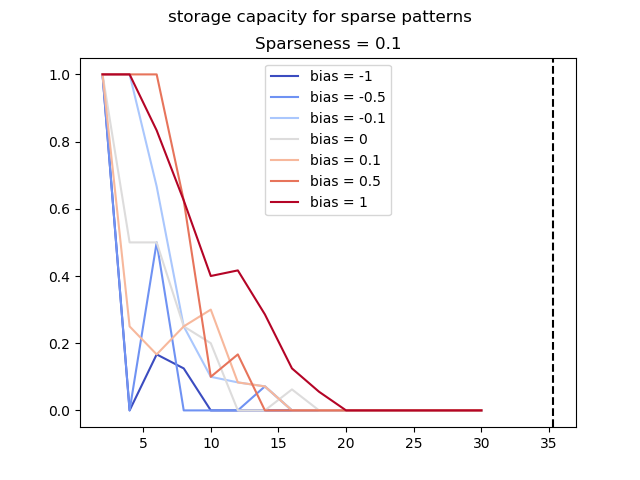 storage capacity for sparse patterns
Sparseness = 0.1
1.0
0.8
0.6
0.4
0.2
0.0
bias = -1
bias = -0.5
bias = -0.1
bias = 0
bias = 0.1
bias = 0.5
bias = 1
5
10
15
20
25
30
35